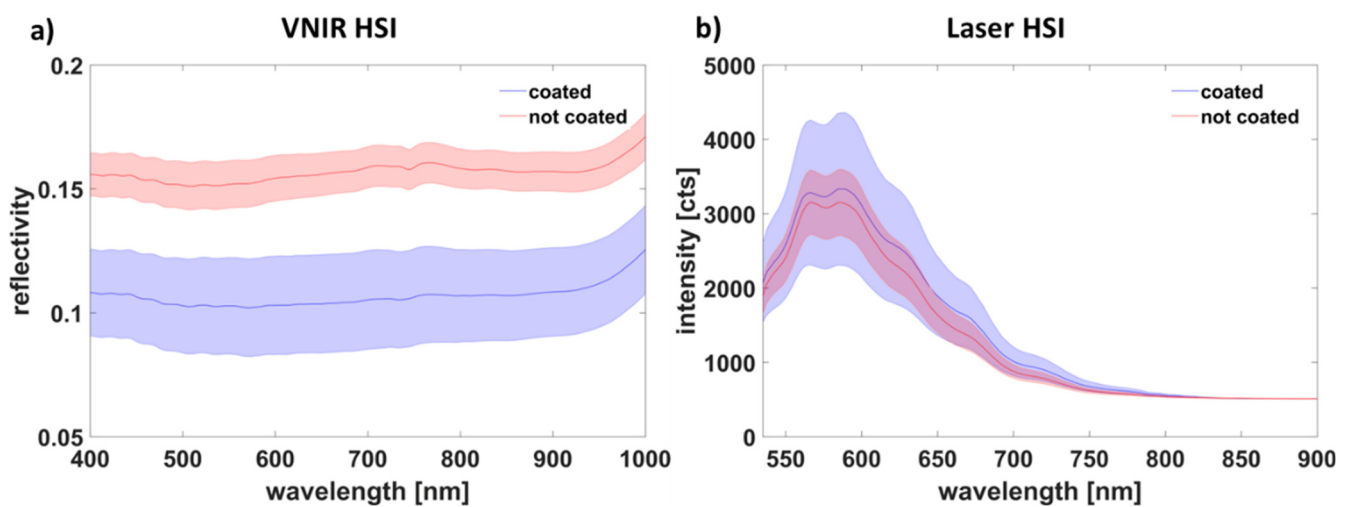 a)
VNIR HSI
0.2
0.15
0.1
0.05
reflectivity
coated
not coated
400 500 600 700 800 900 1000
wavelength [nm]
b)
Laser HSI
5000
4000
3000
2000
1000
0
intensity [cts]
coated
not coated
550 600 650 700 750 800 850 900
wavelength [nm]